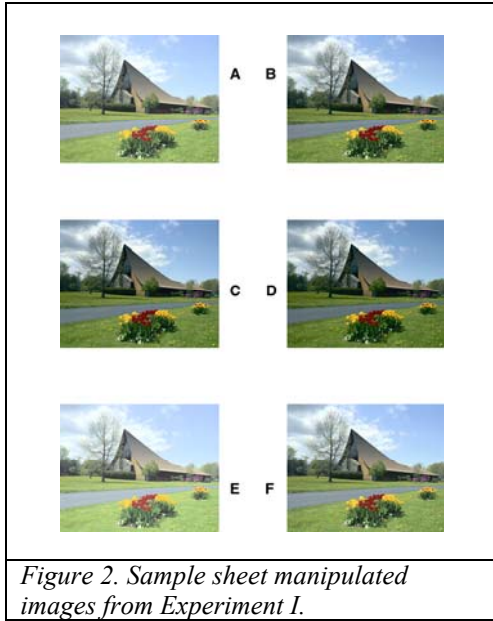 A B
C D
E F
Figure 2. Sample sheet manipulated
images from Experiment I.